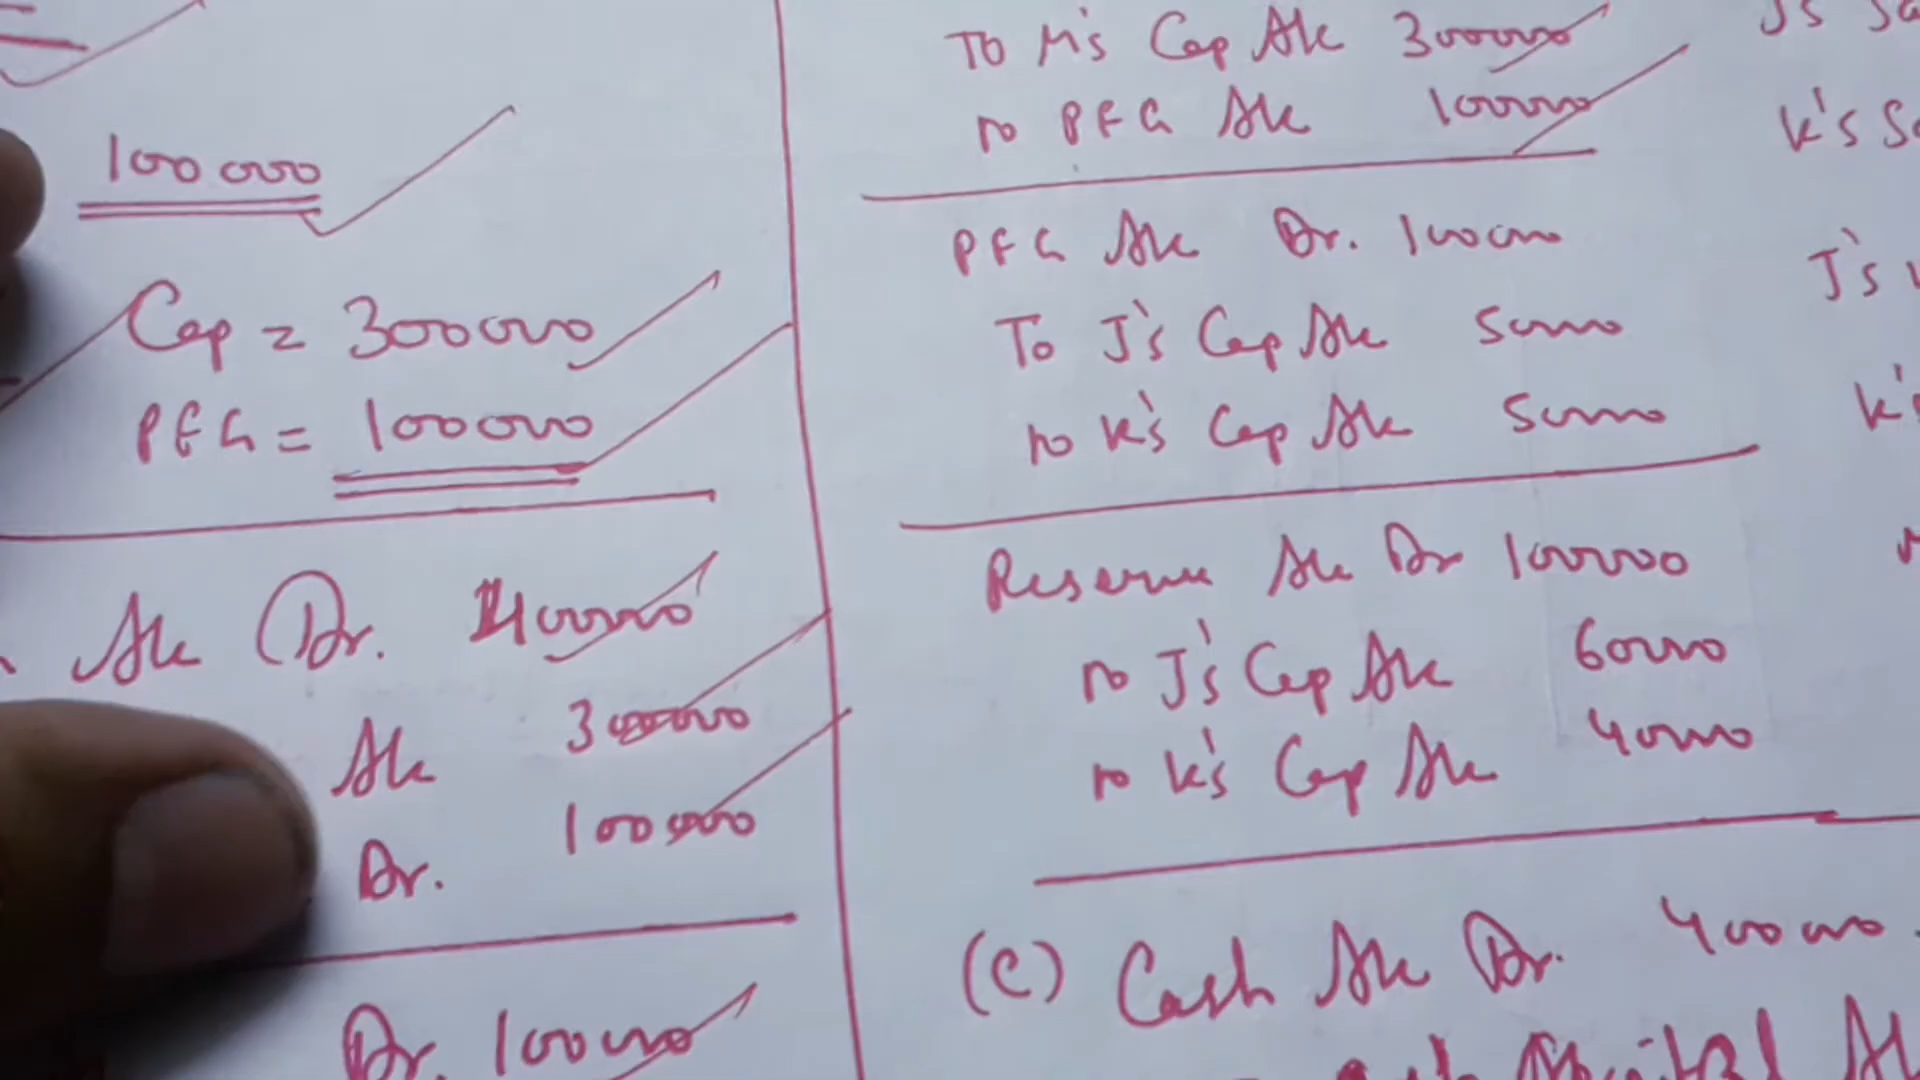 100000
Cap = 300000
PFG = 100000
A/c Dr. 400000
A/c 300000
Dr. 100000
Dr. 100000
To M's Cap A/c 300000
To PFG A/c 100000
PFG A/c Dr. 100000
To J's Cap A/c 50000
To K's Cap A/c 50000
Reserve A/c Dr 100000
To J's Cap A/c 60000
To K's Cap A/c 40000
(C) Cash A/c Dr. 400000
J's
K's
J's
K's